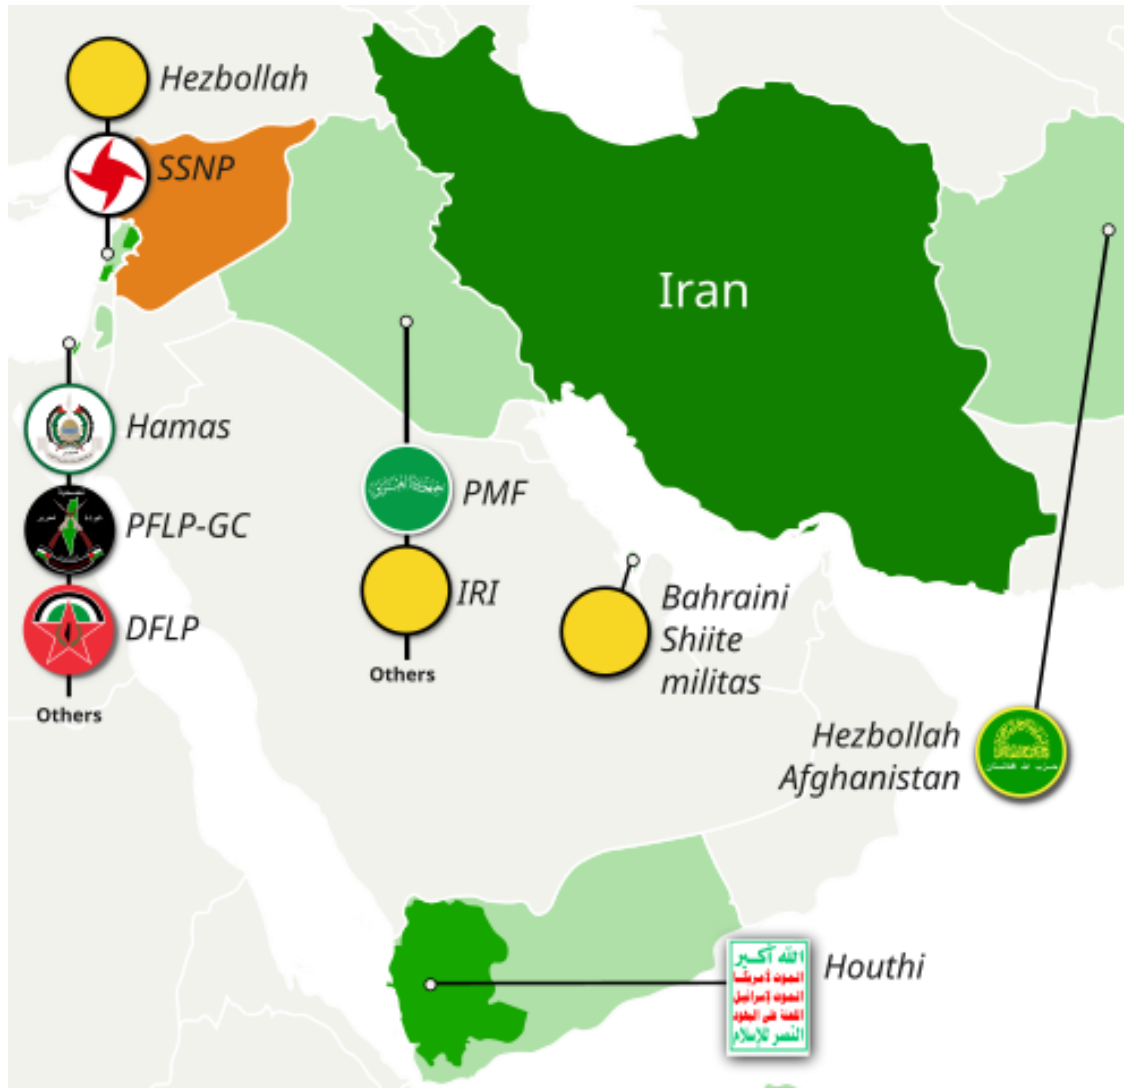 Hezbollah
SSNP
Iran
Hamas
PFLP-GC
DFLP
Others
PMF
IRI
Others
Bahraini
Shiite
militas
Hezbollah
Afghanistan
Houthi
الله أكبر
الموت لأمريكا
الموت لإسرائيل
اللعنة على اليهود
النصر للإسلام